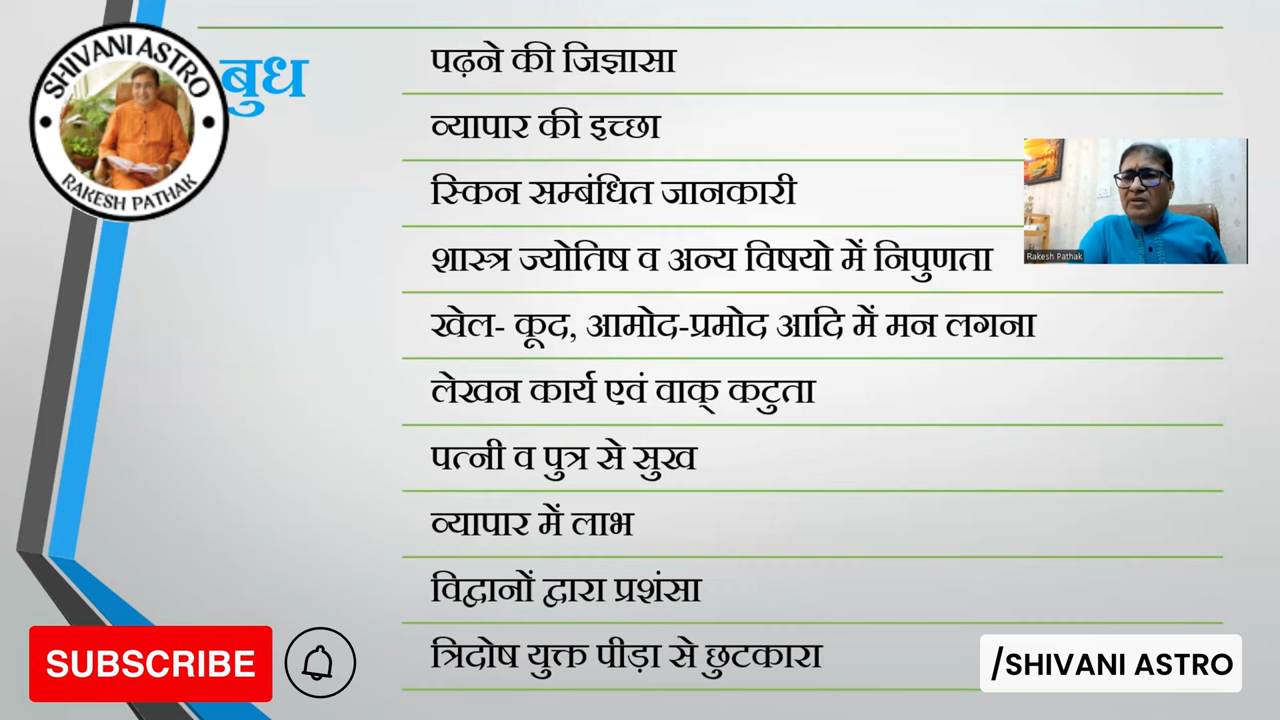 SHIVANI ASTRO
RAKESH PATHAK
बुध
पढ़ने की जिज्ञासा
व्यापार की इच्छा
स्किन सम्बंधित जानकारी
शास्त्र ज्योतिष व अन्य विषयो में निपुणता
खेल- कूद, आमोद-प्रमोद आदि में मन लगना
लेखन कार्य एवं वाक् कटुता
पत्नी व पुत्र से सुख
व्यापार में लाभ
विद्वानों द्वारा प्रशंसा
त्रिदोष युक्त पीड़ा से छुटकारा
Rakesh Pathak
SUBSCRIBE
/SHIVANI ASTRO